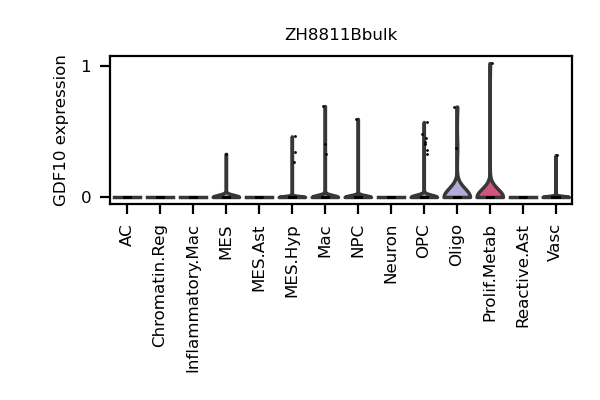 ZH8811Bbulk
GDF10 expression
1
0
AC
Chromatin.Reg
Inflammatory.Mac
MES
MES.Ast
MES.Hyp
Mac
NPC
Neuron
OPC
Oligo
Prolif.Metab
Reactive.Ast
Vasc